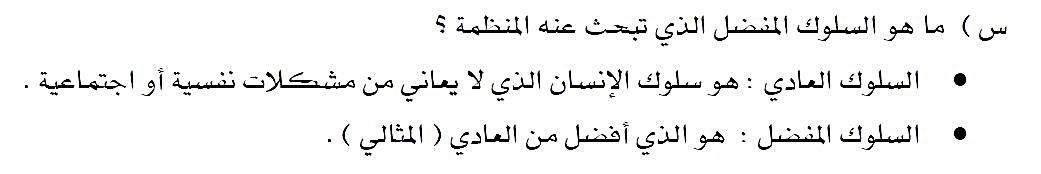 س ) ما هو السلوك المفضل الذي تبحث عنه المنظمة ؟
• السلوك العادي : هو سلوك الإنسان الذي لا يعاني من مشكلات نفسية أو اجتماعية .
• السلوك المفضل : هو الذي أفضل من العادي ( المثالي ) .